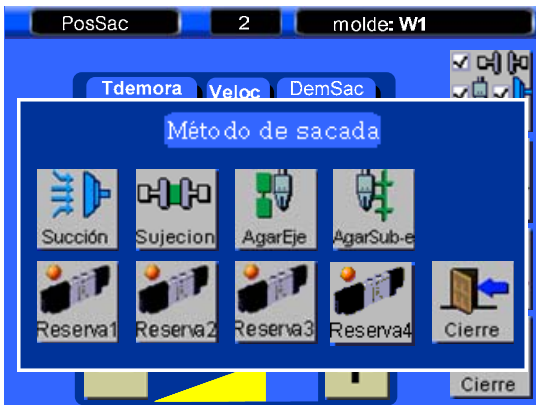 PosSac 2 molde: W1
Tdemora Veloc DemSac
Método de sacada
Succión Sujecion AgarEje AgarSub-e
Reserva1 Reserva2 Reserva3 Reserva4 Cierre
Cierre